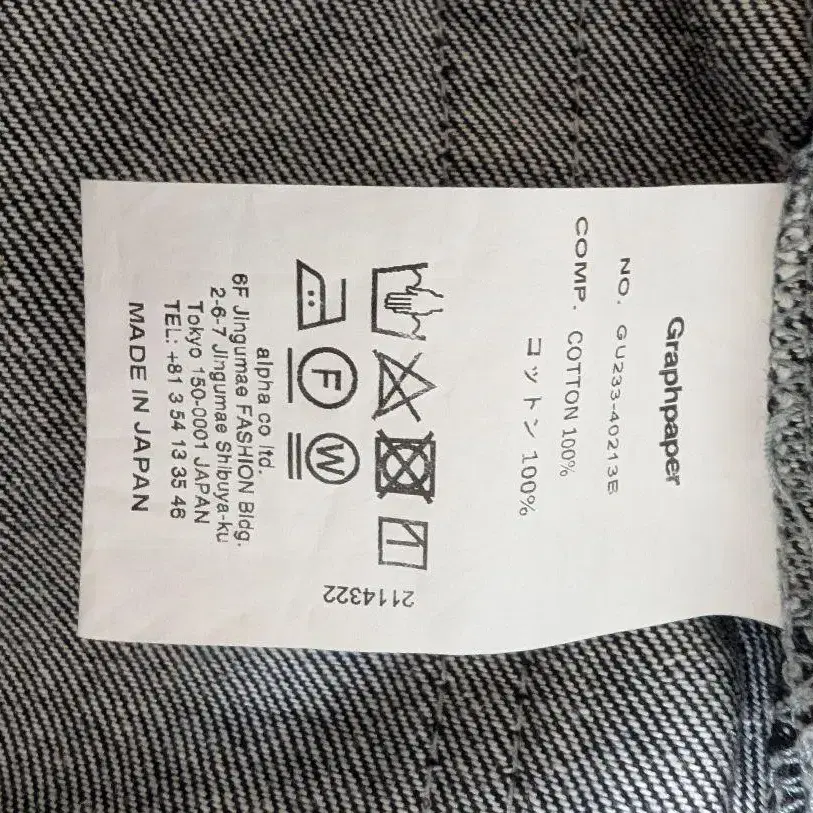 Graphpaper
NO. GU233-40213B
COMP. COTTON 100%
コットン 100%
2114322
F W
alpha co ltd.
6F Jingumae FASHION Bldg.
2-6-7 Jingumae Shibuya-ku
Tokyo 150-0001 JAPAN
TEL: +81 3 54 13 35 46
MADE IN JAPAN